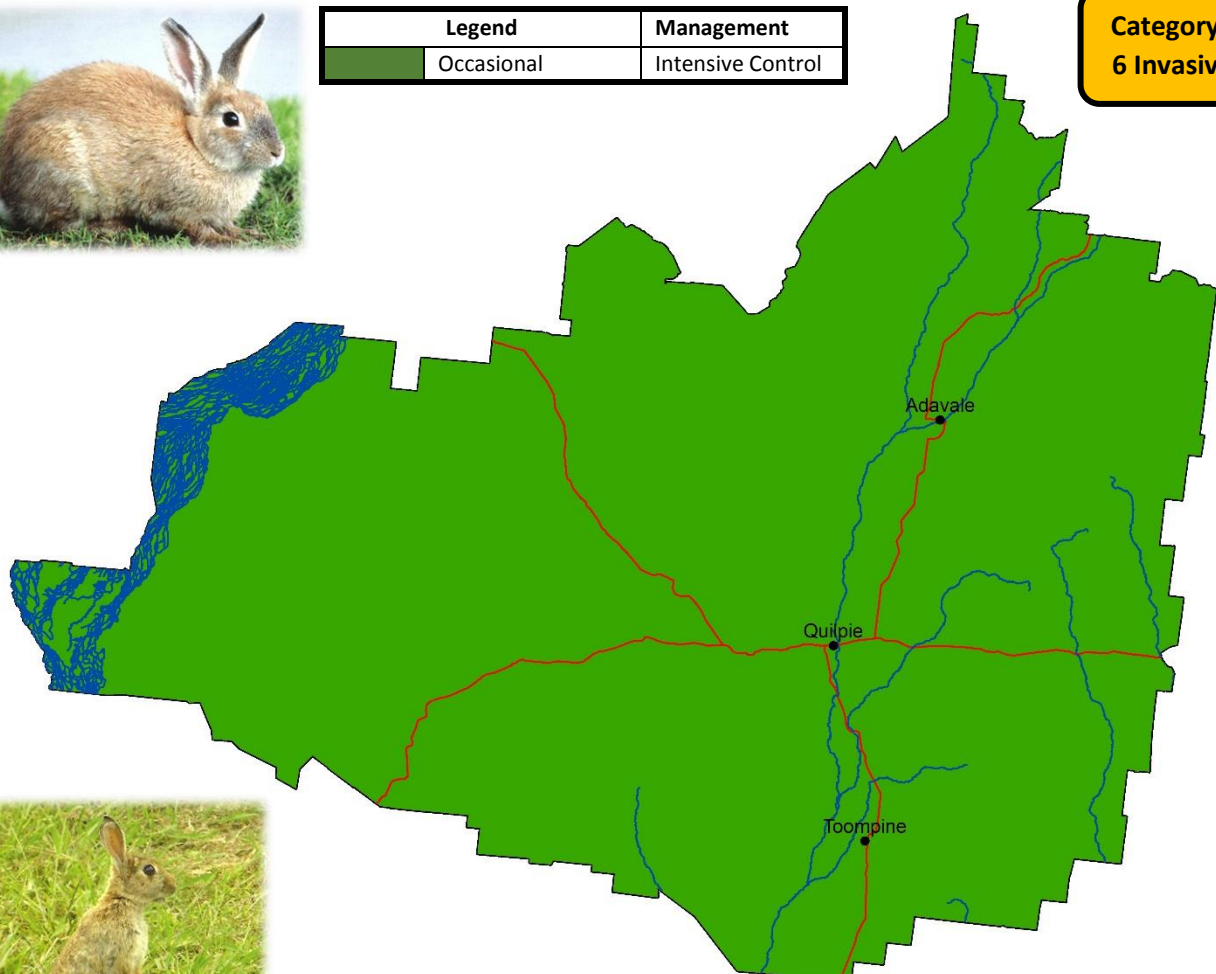 Legend Management
Occasional Intensive Control
Category
6 Invasiv
Adavale
Quilpie
Toompine